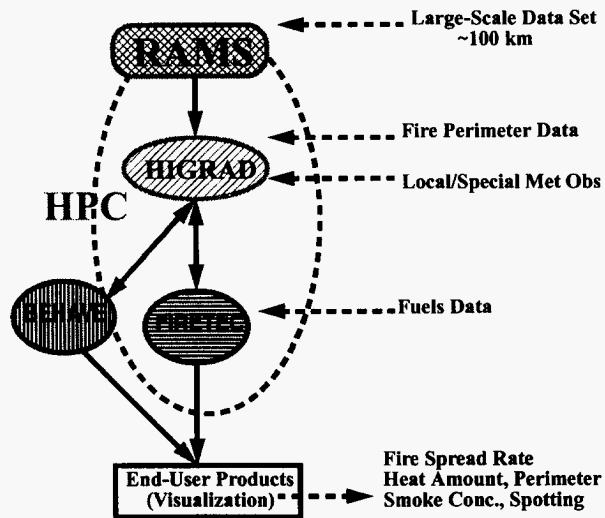 Large-Scale Data Set
~100 km
RAMS
Fire Perimeter Data
HIGRAD
Local/Special Met Obs
HPC
BEHAVE
FIRETEC
Fuels Data
End-User Products
(Visualization)
Fire Spread Rate
Heat Amount, Perimeter
Smoke Conc., Spotting